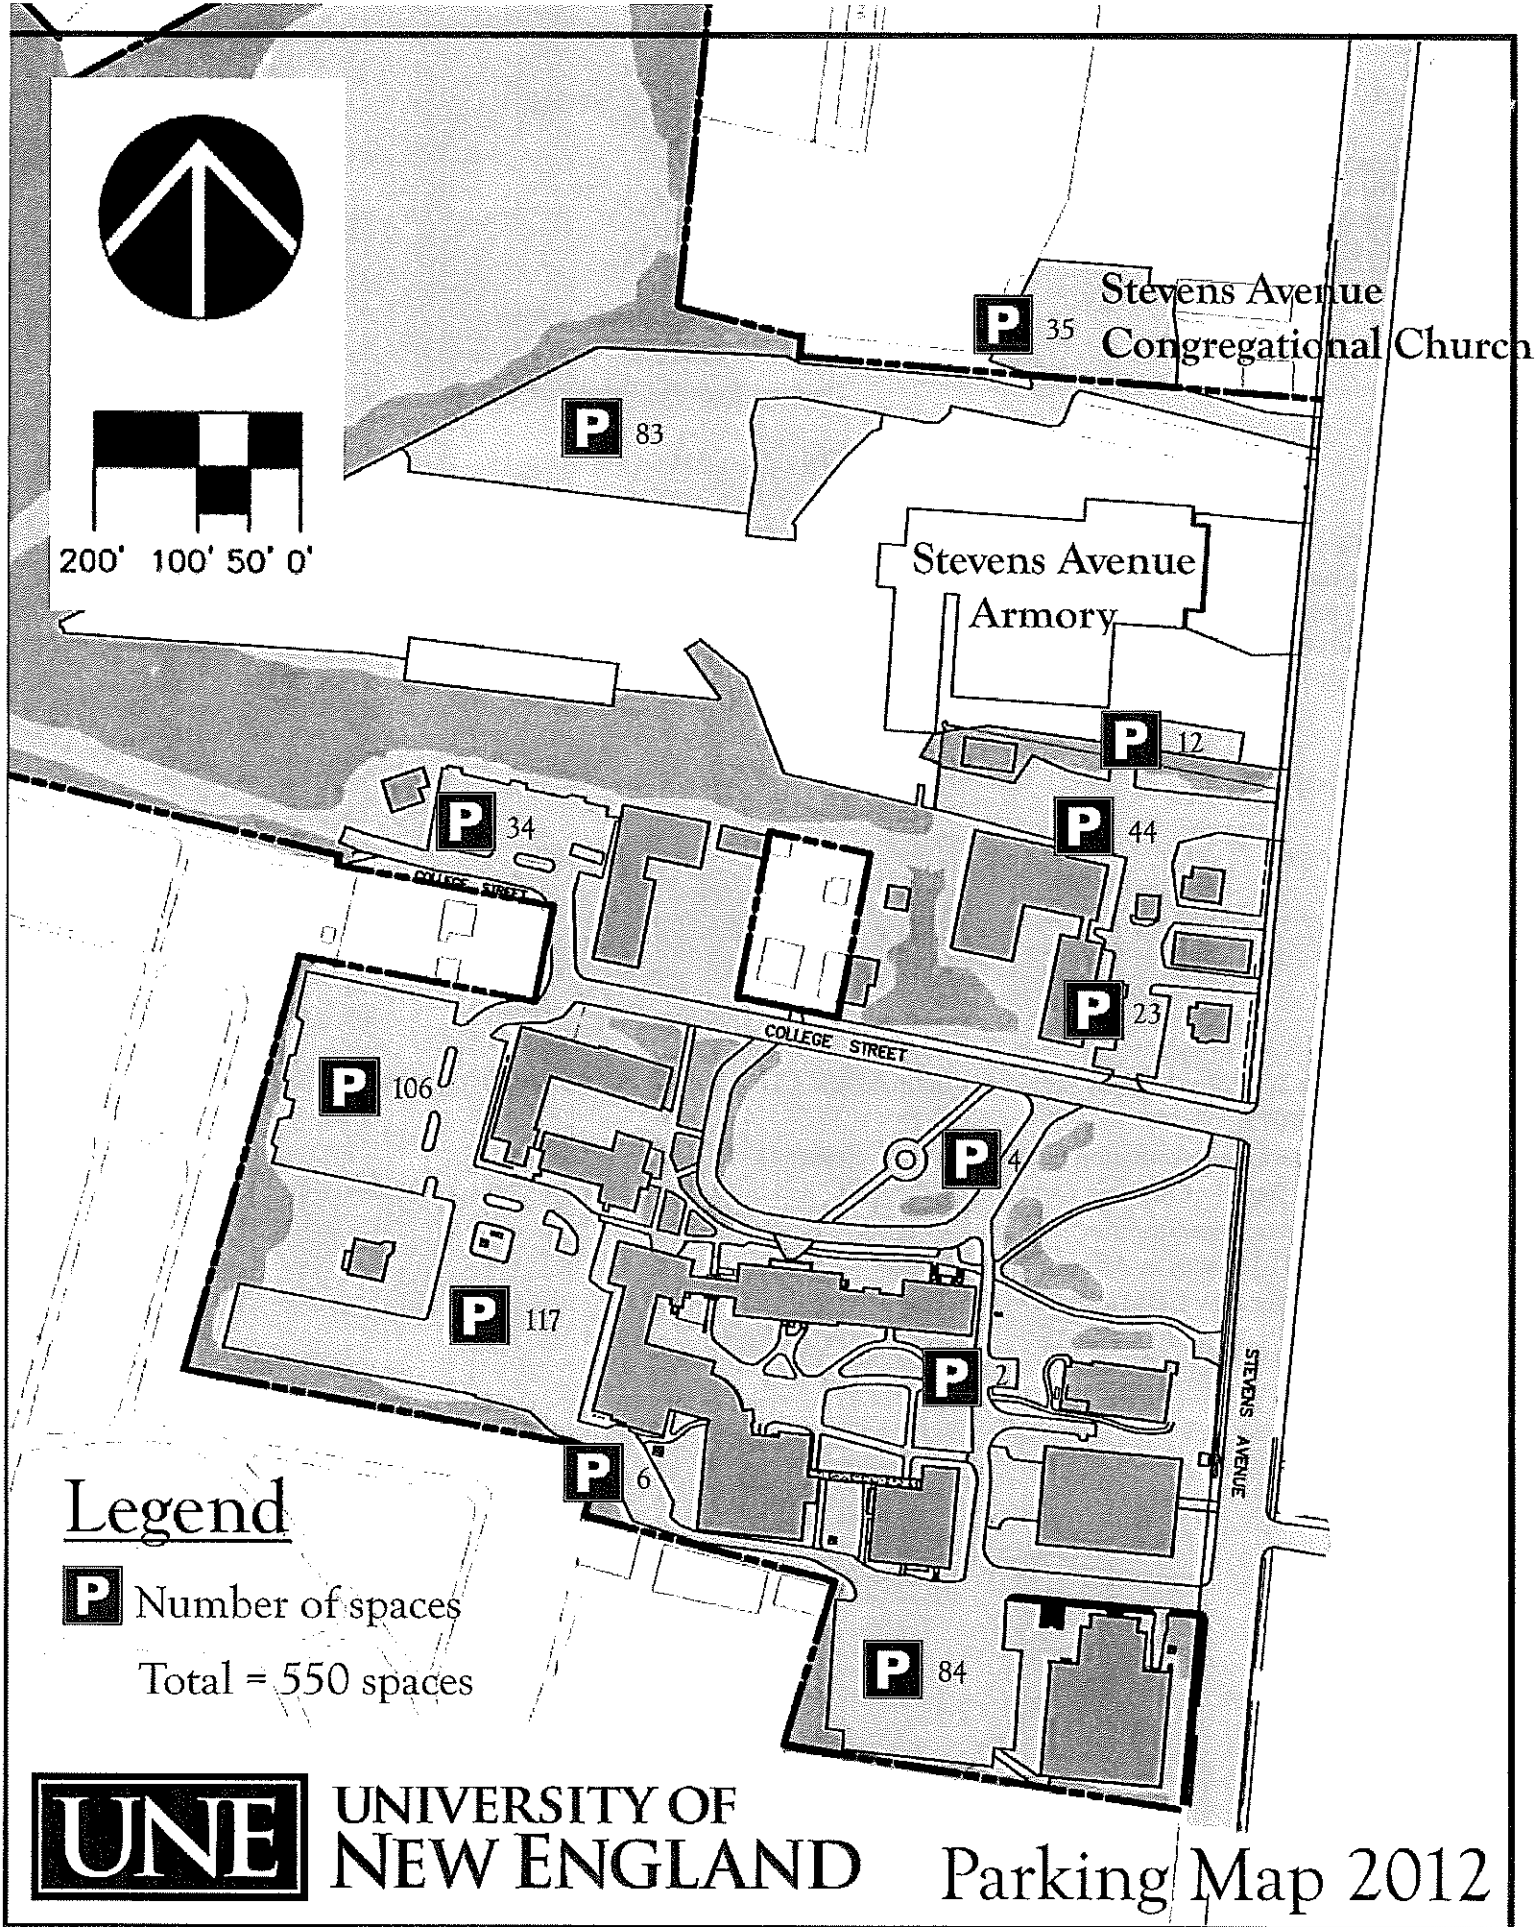 Stevens Avenue
Congregational Church
P 35
P 83
200' 100' 50' 0'
Stevens Avenue
Armory
P 12
P 34
P 44
COLLEGE STREET
P 23
COLLEGE STREET
P 106
P 4
P 117
P 2
STEVENS AVENUE
P 6
Legend
P Number of spaces
Total = 550 spaces
P 84
UNE UNIVERSITY OF
NEW ENGLAND
Parking Map 2012